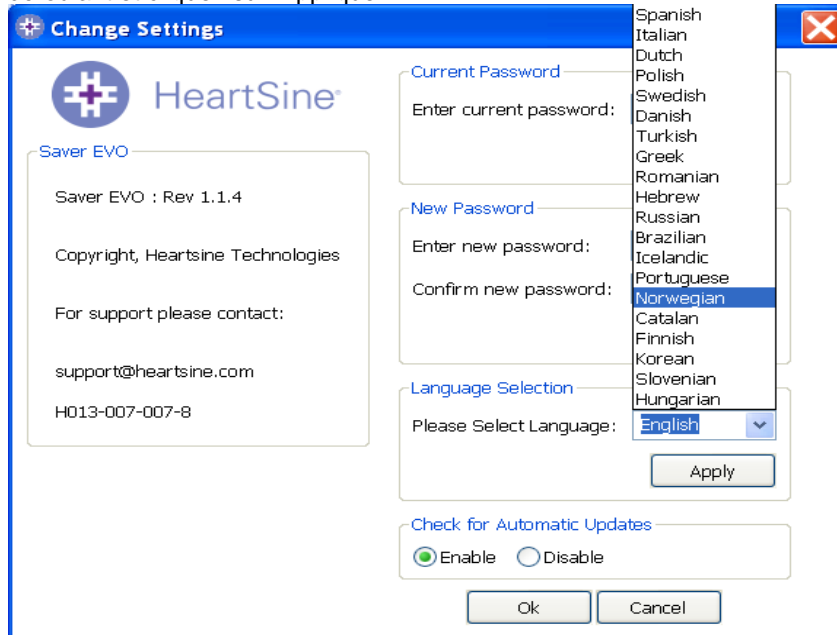 Change Settings
HeartSine
Saver EVO
Saver EVO : Rev 1.1.4
Copyright, Heartsine Technologies
For support please contact:
support@heartsine.com
H013-007-007-8
Current Password
Enter current password:
New Password
Enter new password:
Confirm new password:
Language Selection
Please Select Language:
English
Spanish
Italian
Dutch
Polish
Swedish
Danish
Turkish
Greek
Romanian
Hebrew
Russian
Brazilian
Icelandic
Portuguese
Norwegian
Catalan
Finnish
Korean
Slovenian
Hungarian
Apply
Check for Automatic Updates
Enable Disable
Ok Cancel